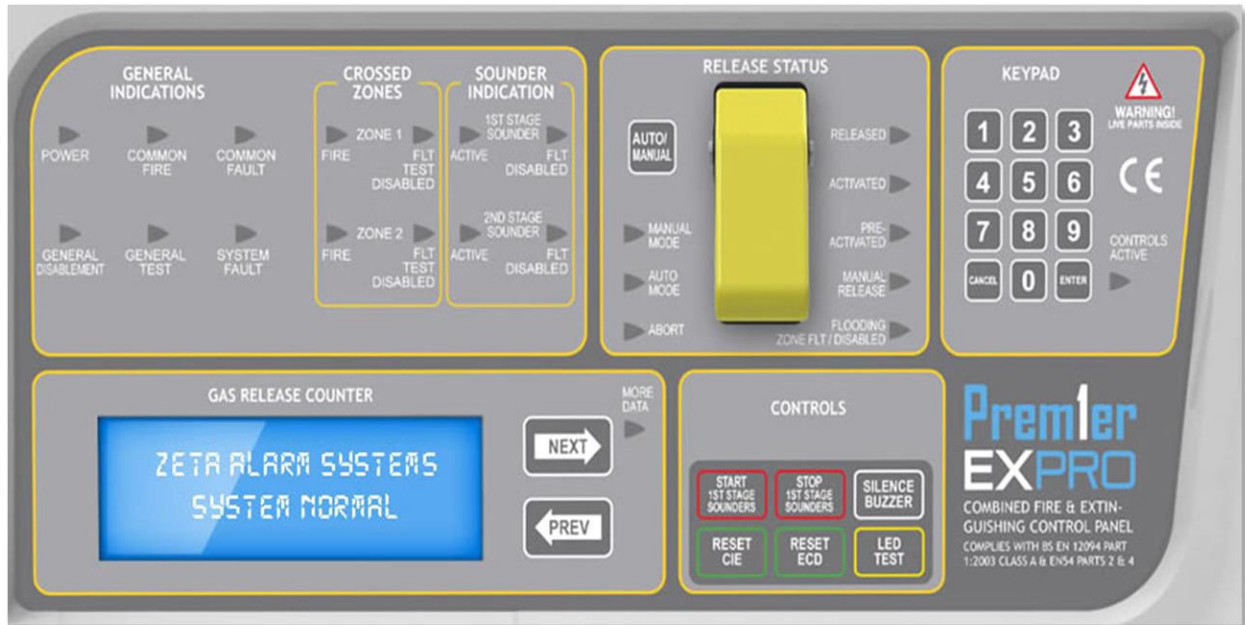 GENERAL
INDICATIONS
POWER
COMMON
FIRE
COMMON
FAULT
GENERAL
DISABLEMENT
GENERAL
TEST
SYSTEM
FAULT
CROSSED
ZONES
ZONE 1
FIRE
FLT
TEST
DISABLED
ZONE 2
FIRE
FLT
TEST
DISABLED
SOUNDER
INDICATION
1ST STAGE
SOUNDER
ACTIVE
FLT
DISABLED
2ND STAGE
SOUNDER
ACTIVE
FLT
DISABLED
RELEASE STATUS
AUTO/
MANUAL
MANUAL
MODE
AUTO
MODE
ABORT
RELEASED
ACTIVATED
PRE-
ACTIVATED
MANUAL
RELEASE
FLOODING
ZONE FLT / DISABLED
KEYPAD
1 2 3
4 5 6
7 8 9
CANCEL 0 ENTER
WARNING!
LIVE PARTS INSIDE
CE
CONTROLS
ACTIVE
GAS RELEASE COUNTER
ZETA ALARM SYSTEMS
SYSTEM NORMAL
MORE
DATA
NEXT
PREV
CONTROLS
START
1ST STAGE
SOUNDERS
STOP
1ST STAGE
SOUNDERS
SILENCE
BUZZER
RESET
CIE
RESET
ECD
LED
TEST
Prem1er
EXPRO
COMBINED FIRE & EXTIN-
GUISHING CONTROL PANEL
COMPLIES WITH BS EN 12094 PART
1:2003 CLASS A & EN54 PARTS 2 & 4